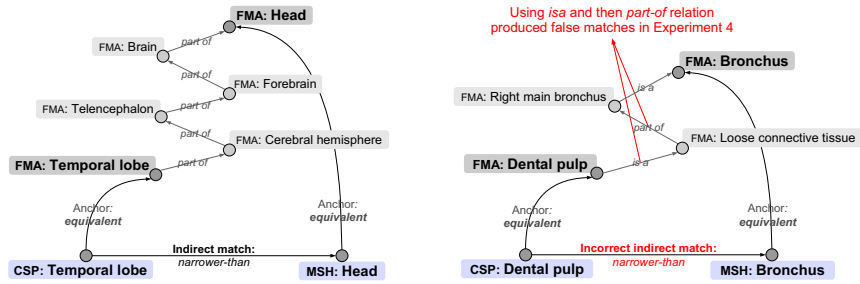 FMA: Head
part of
FMA: Brain
part of
FMA: Forebrain
part of
FMA: Telencephalon
part of
FMA: Cerebral hemisphere
part of
FMA: Temporal lobe
Anchor:
equivalent
Anchor:
equivalent
Indirect match:
narrower-than
CSP: Temporal lobe
MSH: Head
Using isa and then part-of relation
produced false matches in Experiment 4
FMA: Bronchus
is a
FMA: Right main bronchus
part of
FMA: Loose connective tissue
is a
FMA: Dental pulp
Anchor:
equivalent
Anchor:
equivalent
Incorrect indirect match:
narrower-than
CSP: Dental pulp
MSH: Bronchus